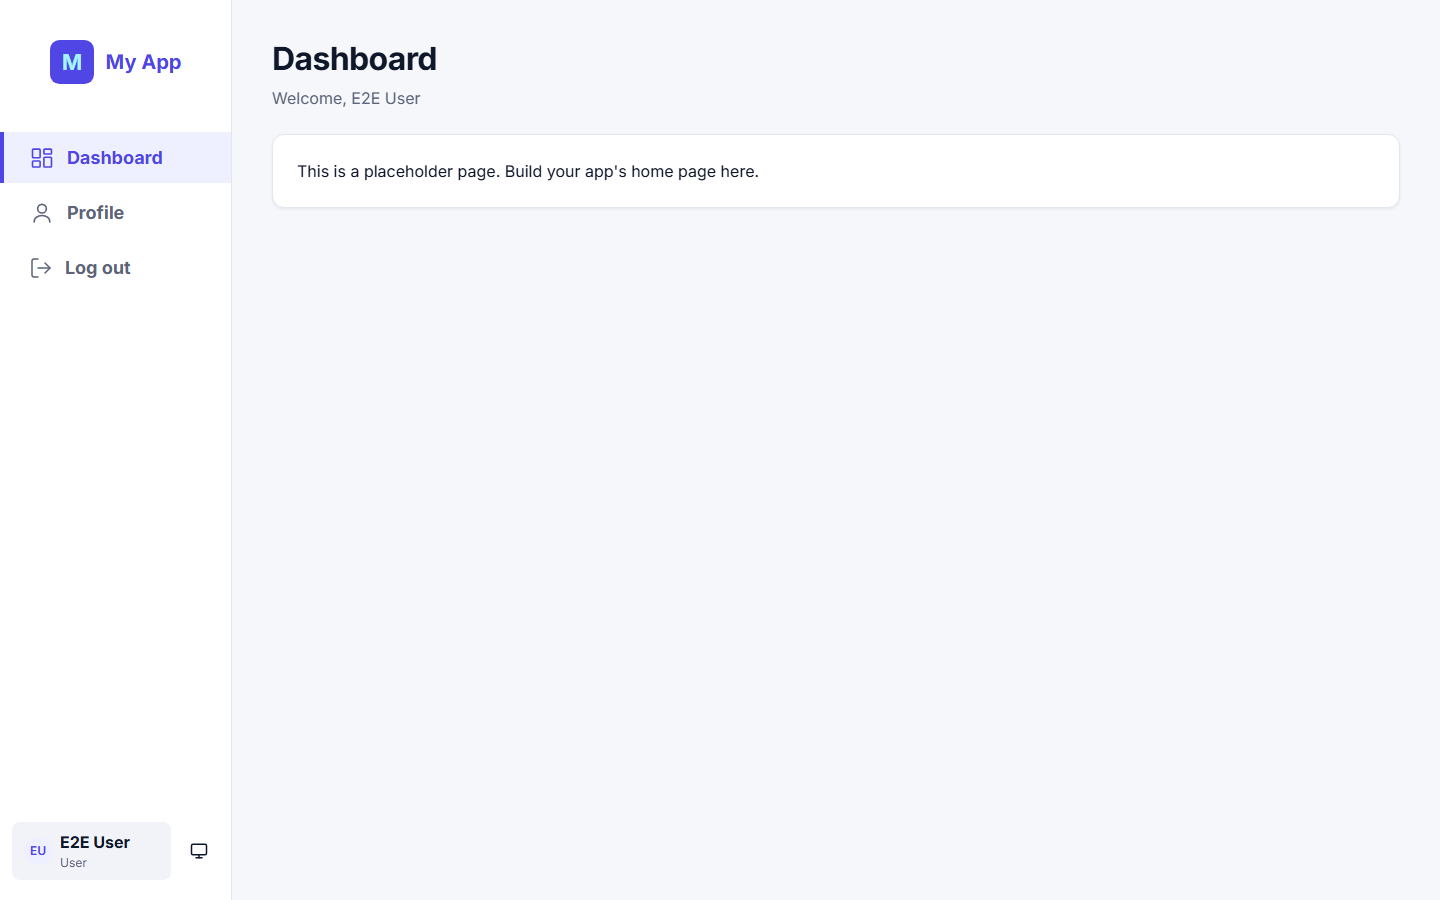 M
My App
Dashboard
Profile
Log out
EU
E2E User
User
Dashboard
Welcome, E2E User
This is a placeholder page. Build your app's home page here.